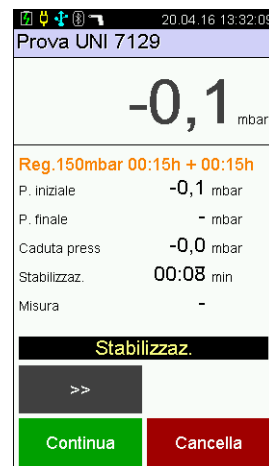 20.04.16 13:32:09
Prova UNI 7129
-0,1 mbar
Reg.150mbar 00:15h + 00:15h
P. iniziale -0,1 mbar
P. finale - mbar
Caduta press -0,0 mbar
Stabilizzaz. 00:08 min
Misura -
Stabilizzaz.
>>
Continua Cancella